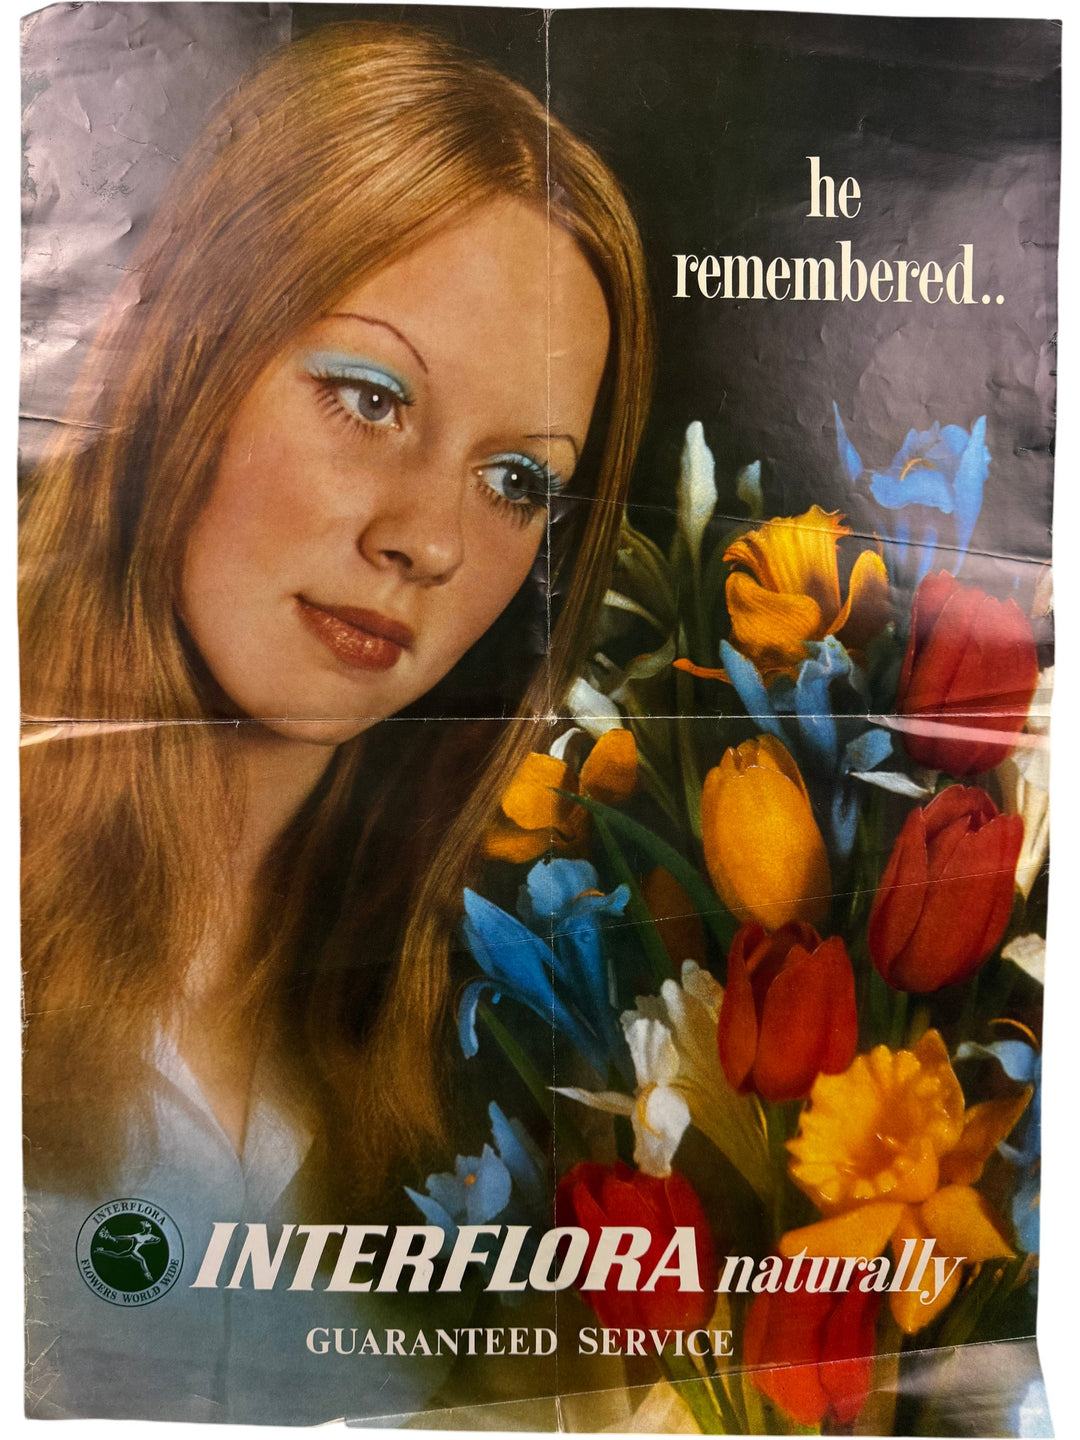 he
remembered..
INTERFLORA
FLOWERS WORLD WIDE
INTERFLORA naturally
GUARANTEED SERVICE